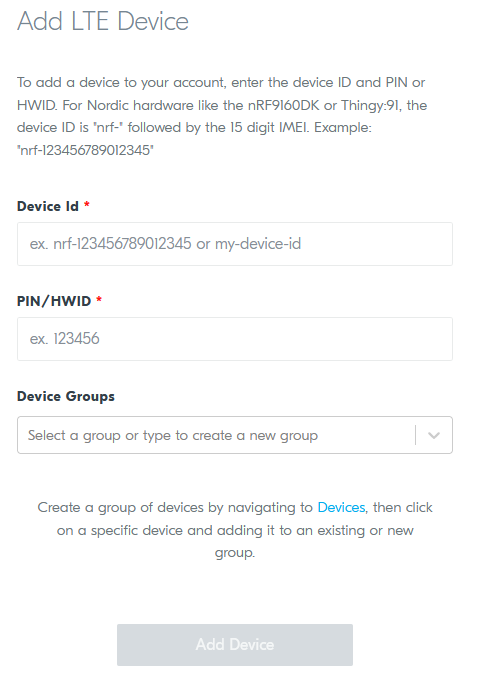 Add LTE Device
To add a device to your account, enter the device ID and PIN or
HWID. For Nordic hardware like the nRF9160DK or Thingy:91, the
device ID is "nrf-" followed by the 15 digit IMEI. Example:
"nrf-123456789012345"
Device Id *
ex. nrf-123456789012345 or my-device-id
PIN/HWID *
ex. 123456
Device Groups
Select a group or type to create a new group
Create a group of devices by navigating to Devices, then click
on a specific device and adding it to an existing or new
group.
Add Device